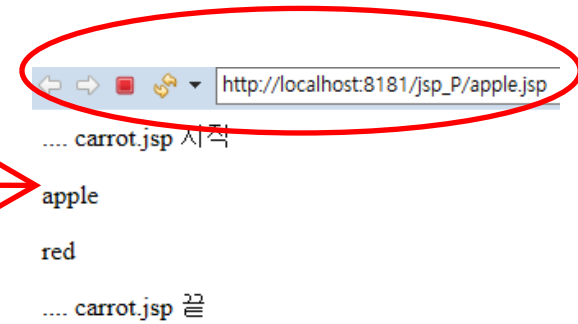 http://localhost:8181/jsp_P/apple.jsp
.... carrot.jsp 시작
apple
red
.... carrot.jsp 끝